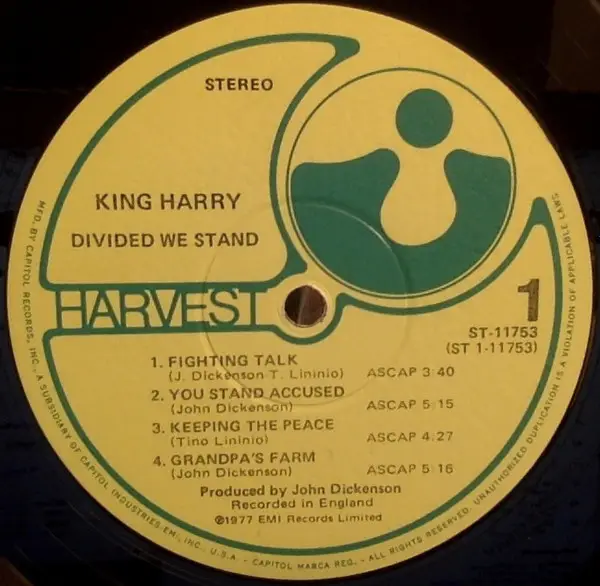 STEREO
KING HARRY
DIVIDED WE STAND
HARVEST
1
ST-11753
(ST 1-11753)
1. FIGHTING TALK
(J. Dickenson T. Lininio) ASCAP 3:40
2. YOU STAND ACCUSED
(John Dickenson) ASCAP 5:15
3. KEEPING THE PEACE
(Tino Lininio) ASCAP 4:27
4. GRANDPA'S FARM
(John Dickenson) ASCAP 5:16
Produced by John Dickenson
Recorded in England
℗1977 EMI Records Limited
MFD. BY CAPITOL RECORDS, INC., A SUBSIDIARY OF CAPITOL INDUSTRIES-EMI, INC., U.S.A. - CAPITOL MARCA REG. - ALL RIGHTS RESERVED. UNAUTHORIZED DUPLICATION IS A VIOLATION OF APPLICABLE LAWS